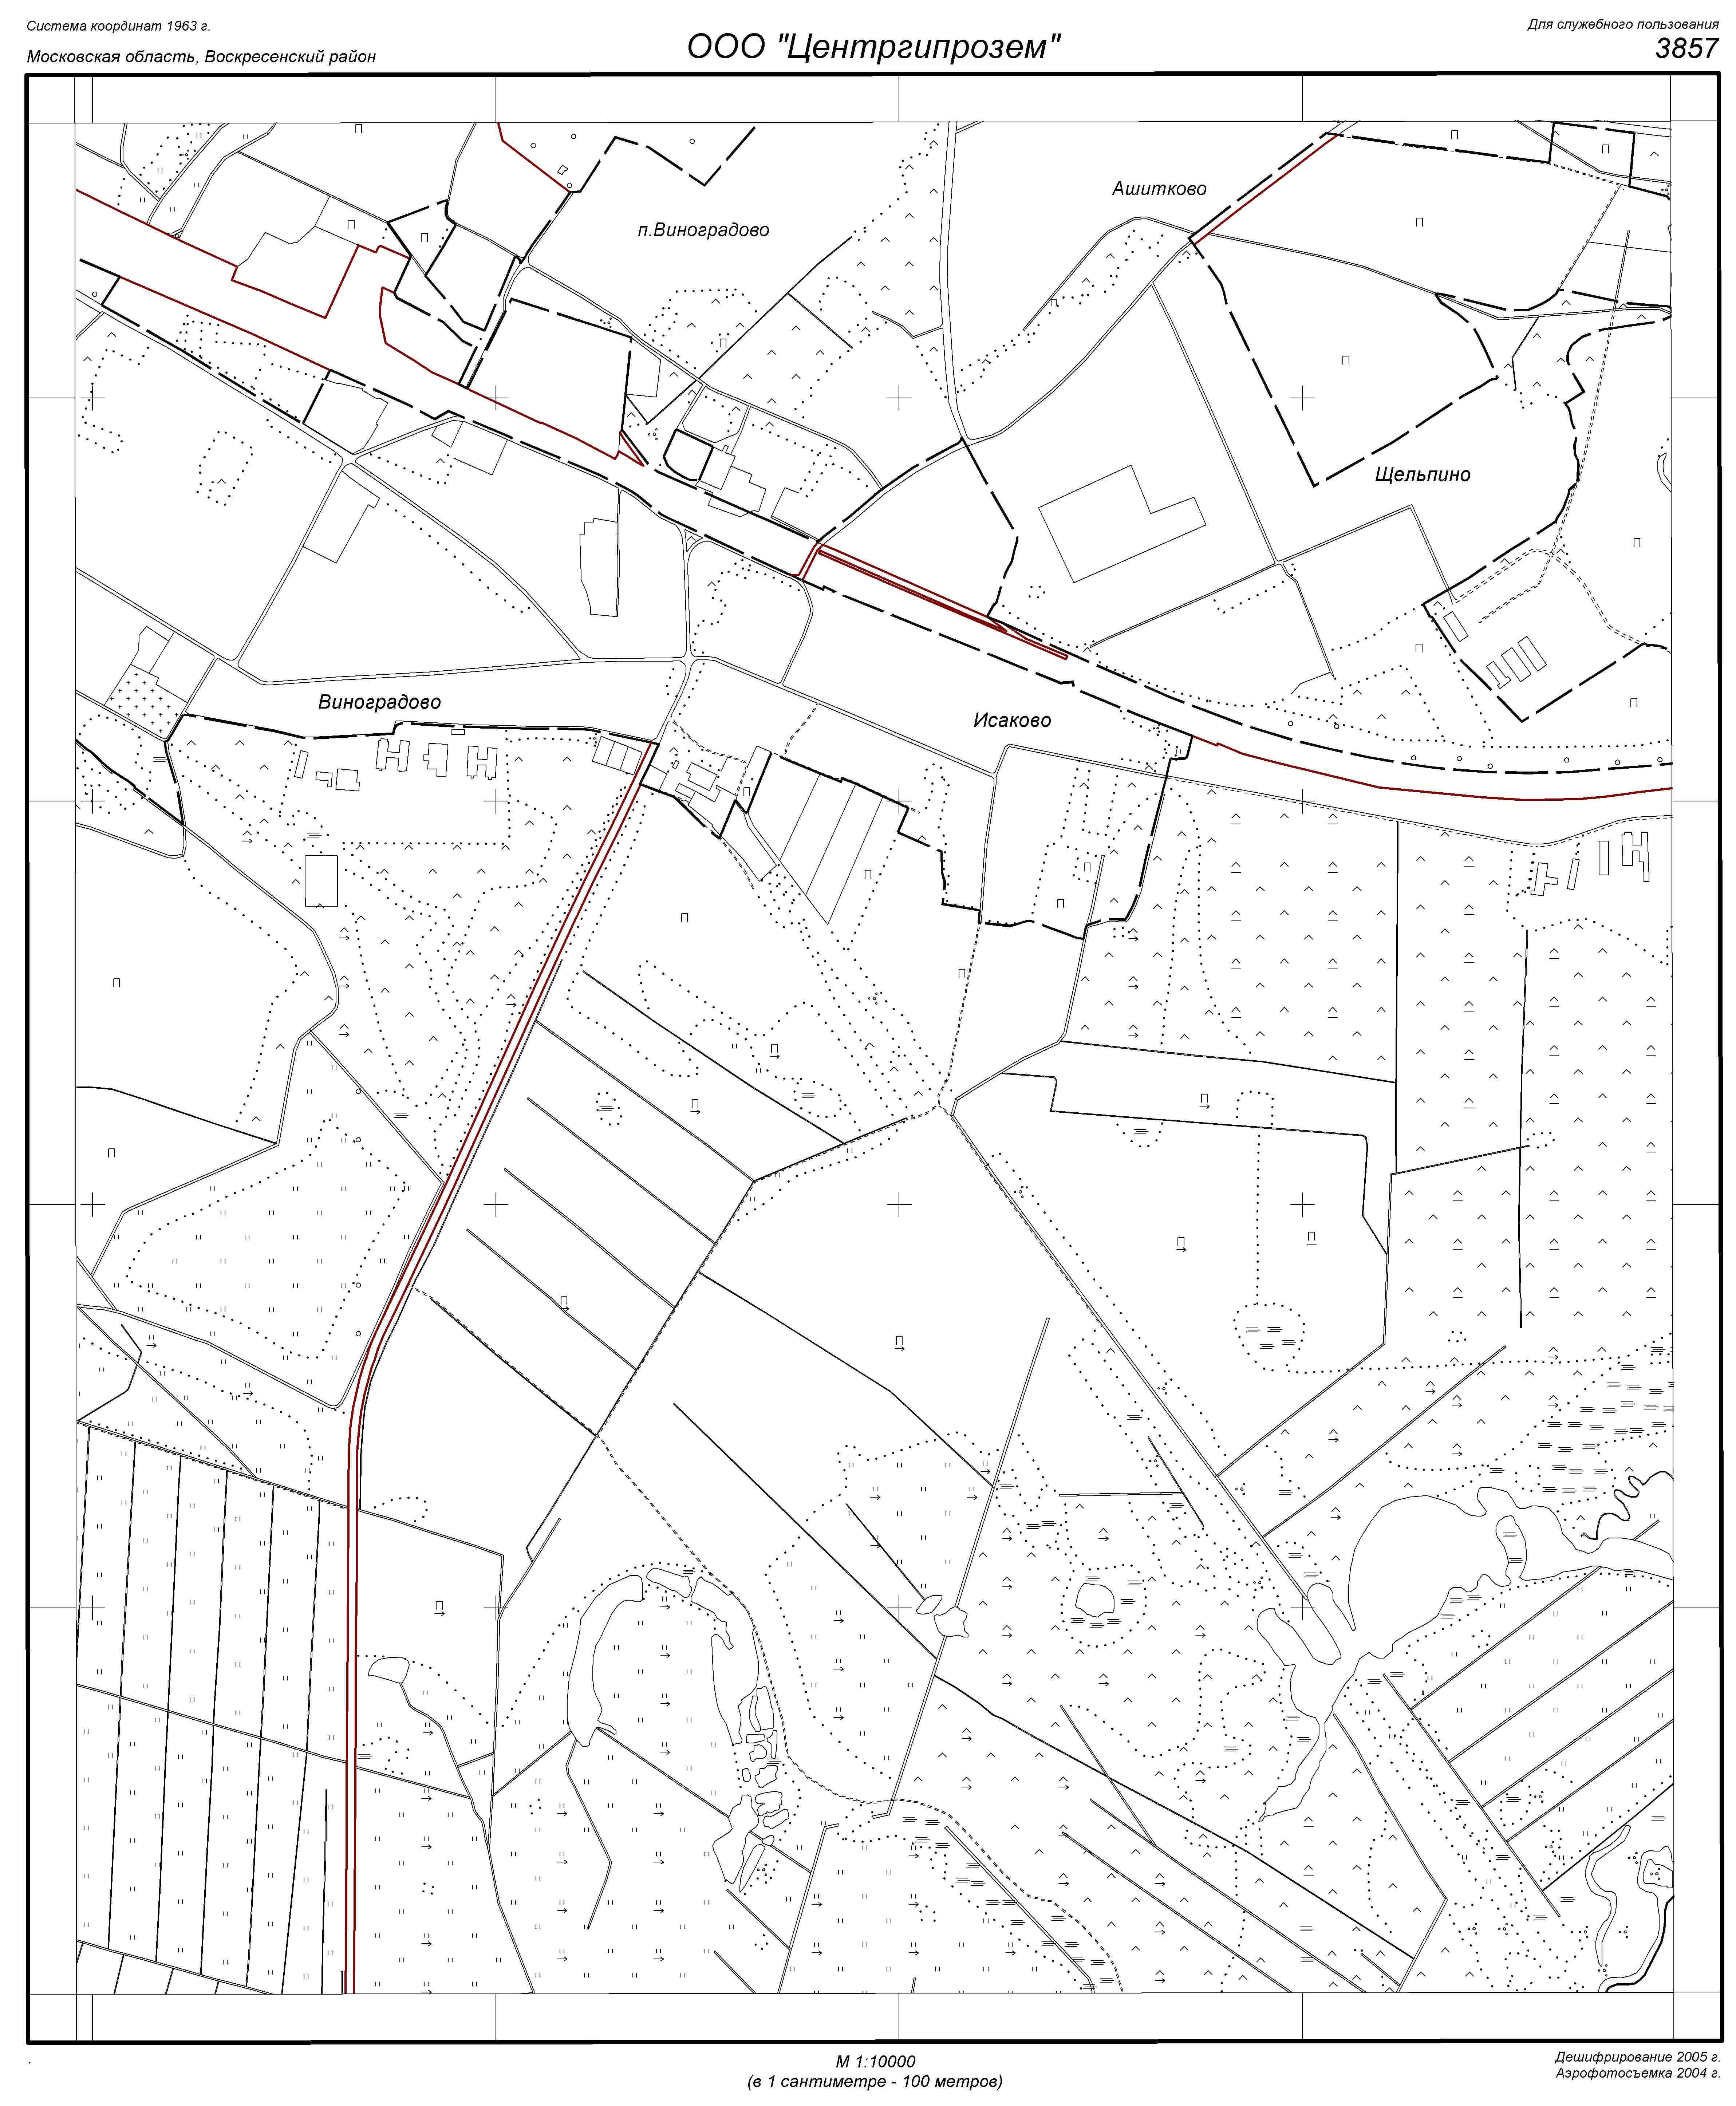 Система координат 1963 г.
Для служебного пользования
Московская область, Воскресенский район
ООО "Центргипрозем"
3857
Ашитково
п.Виноградово
Щельпино
Виноградово
Исаково
М 1:10000
(в 1 сантиметре - 100 метров)
Дешифрирование 2005 г.
Аэрофотосъемка 2004 г.